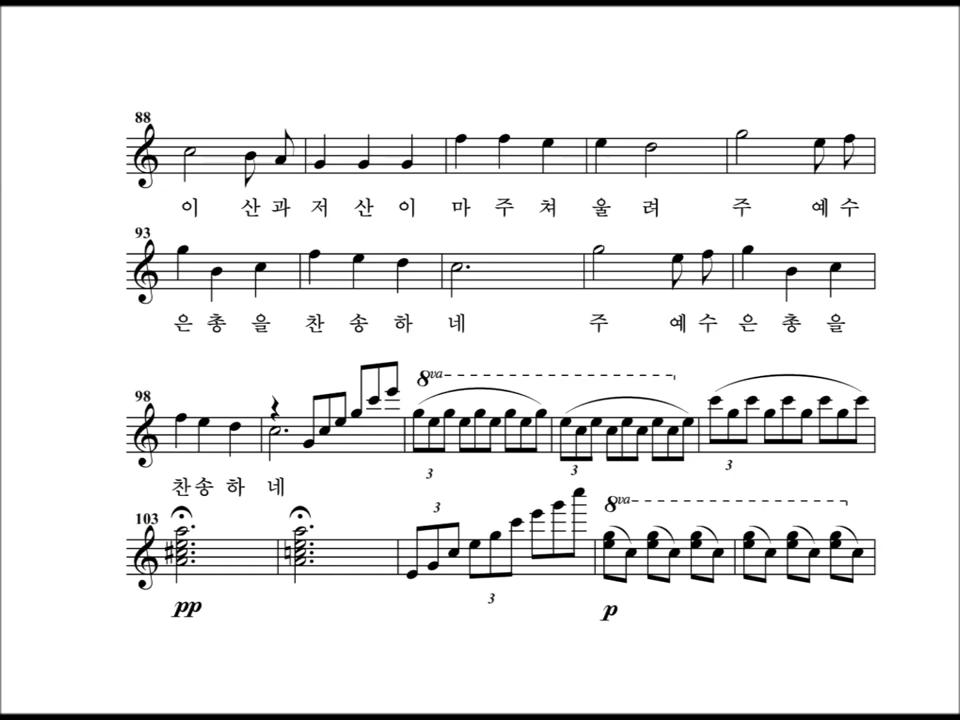 88
이 산 과 저 산 이 마 주 쳐 울 려 주 예 수
93
은 총 을 찬 송 하 네 주 예 수 은 총 을
8va
98
3 3 3
찬 송 하 네
103
3
8va
3
pp p